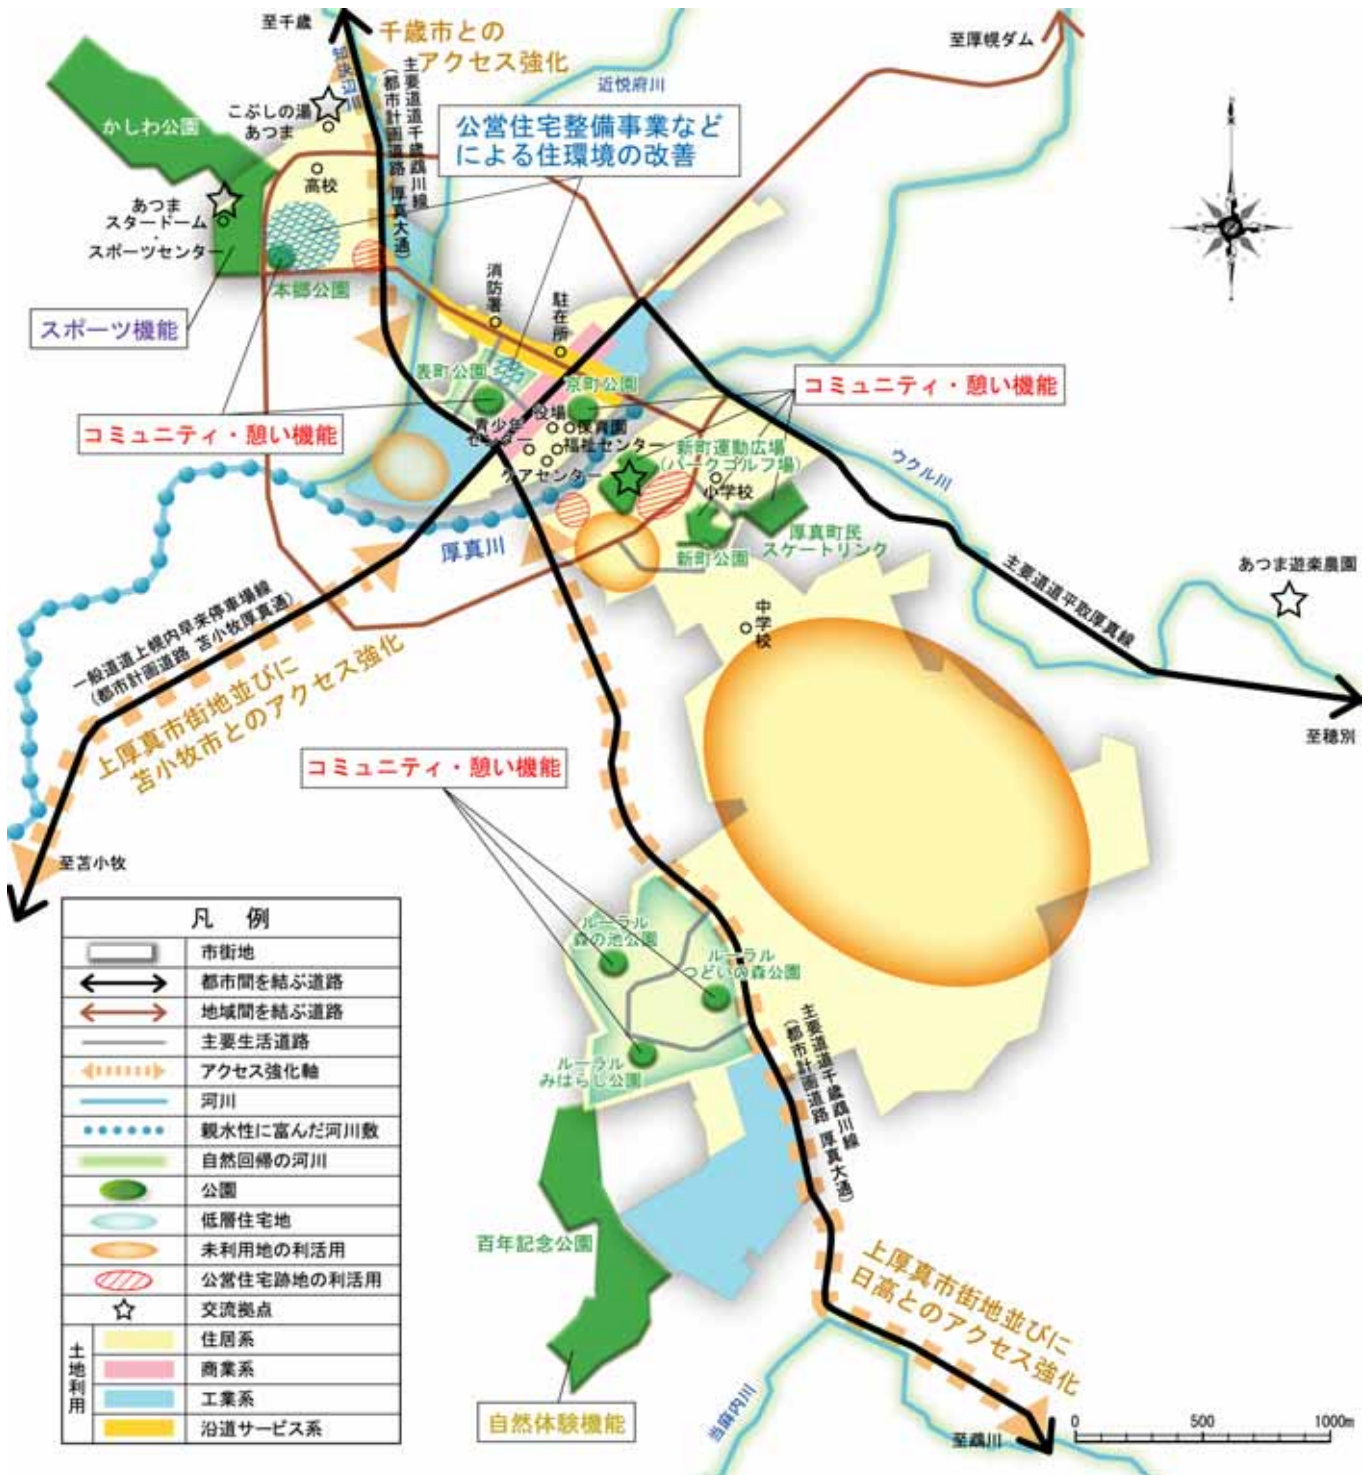 至千歳
千歳市との
アクセス強化
至厚幌ダム
近悦府川
主要道道千歳鵡川線
(都市計画道路 厚真大通)
かしわ公園
こぶしの湯
あつま
公営住宅整備事業など
による住環境の改善
高校
あつま
スタードーム
・
スポーツセンター
本郷公園
スポーツ機能
消防署
駐在所
表町公園
京町公園
コミュニティ・憩い機能
コミュニティ・憩い機能
役場
保育園
青少年
センター
福祉センター
ケアセンター
新町運動広場
(パークゴルフ場)
小学校
ウクル川
厚真川
新町公園
厚真町民
スケートリンク
主要道道平取厚真線
あつま遊楽農園
中学校
一般道道上幌内早来停車場線
(都市計画道路 苫小牧厚真通)
上厚真市街地並びに
苫小牧市とのアクセス強化
至穂別
コミュニティ・憩い機能
至苫小牧
ルーラル
森の池公園
ルーラル
つどいの森公園
ルーラル
みはらし公園
主要道道千歳鵡川線
(都市計画道路 厚真大通)
百年記念公園
自然体験機能
上厚真市街地並びに
日高とのアクセス強化
当麻内川
至鵡川
0 500 1000m
凡 例
市街地
都市間を結ぶ道路
地域間を結ぶ道路
主要生活道路
アクセス強化軸
河川
親水性に富んだ河川敷
自然回帰の河川
公園
低層住宅地
未利用地の利活用
公営住宅跡地の利活用
交流拠点
土地利用
住居系
商業系
工業系
沿道サービス系